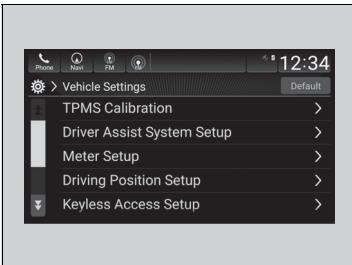 Phone Navi FM
12:34
Vehicle Settings
Default
TPMS Calibration
Driver Assist System Setup
Meter Setup
Driving Position Setup
Keyless Access Setup